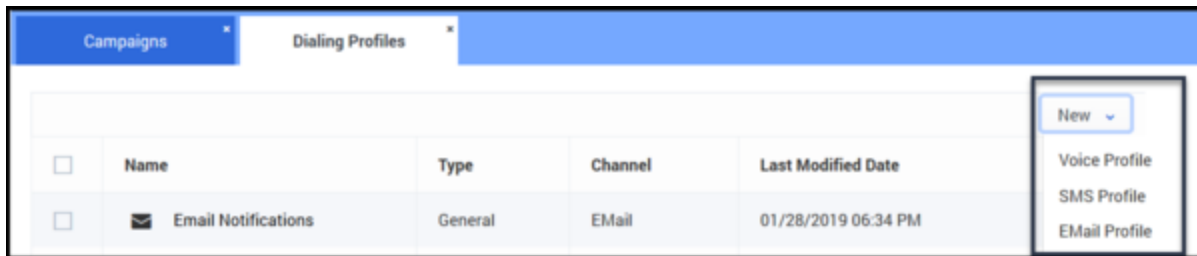 Campaigns × Dialing Profiles ×
New
Name Type Channel Last Modified Date
Voice Profile
SMS Profile
Email Notifications General EMail 01/28/2019 06:34 PM
EMail Profile